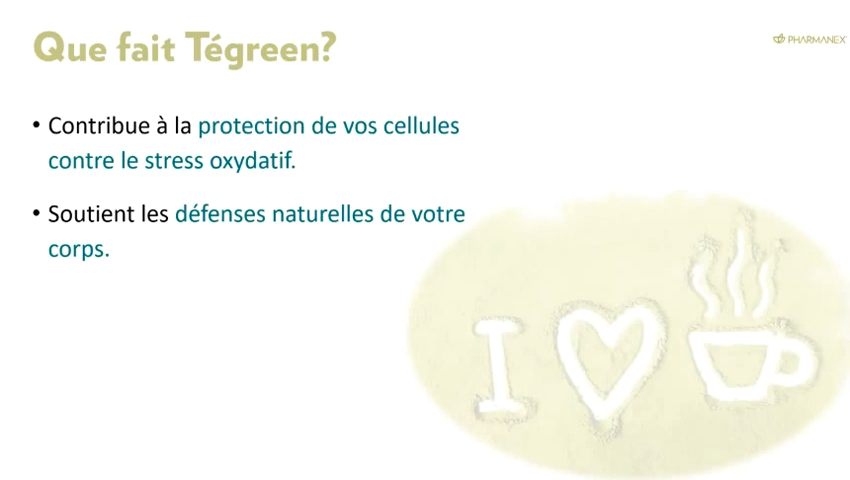 Que fait Tégreen?
PHARMANEX
• Contribue à la protection de vos cellules
contre le stress oxydatif.
• Soutient les défenses naturelles de votre
corps.
I